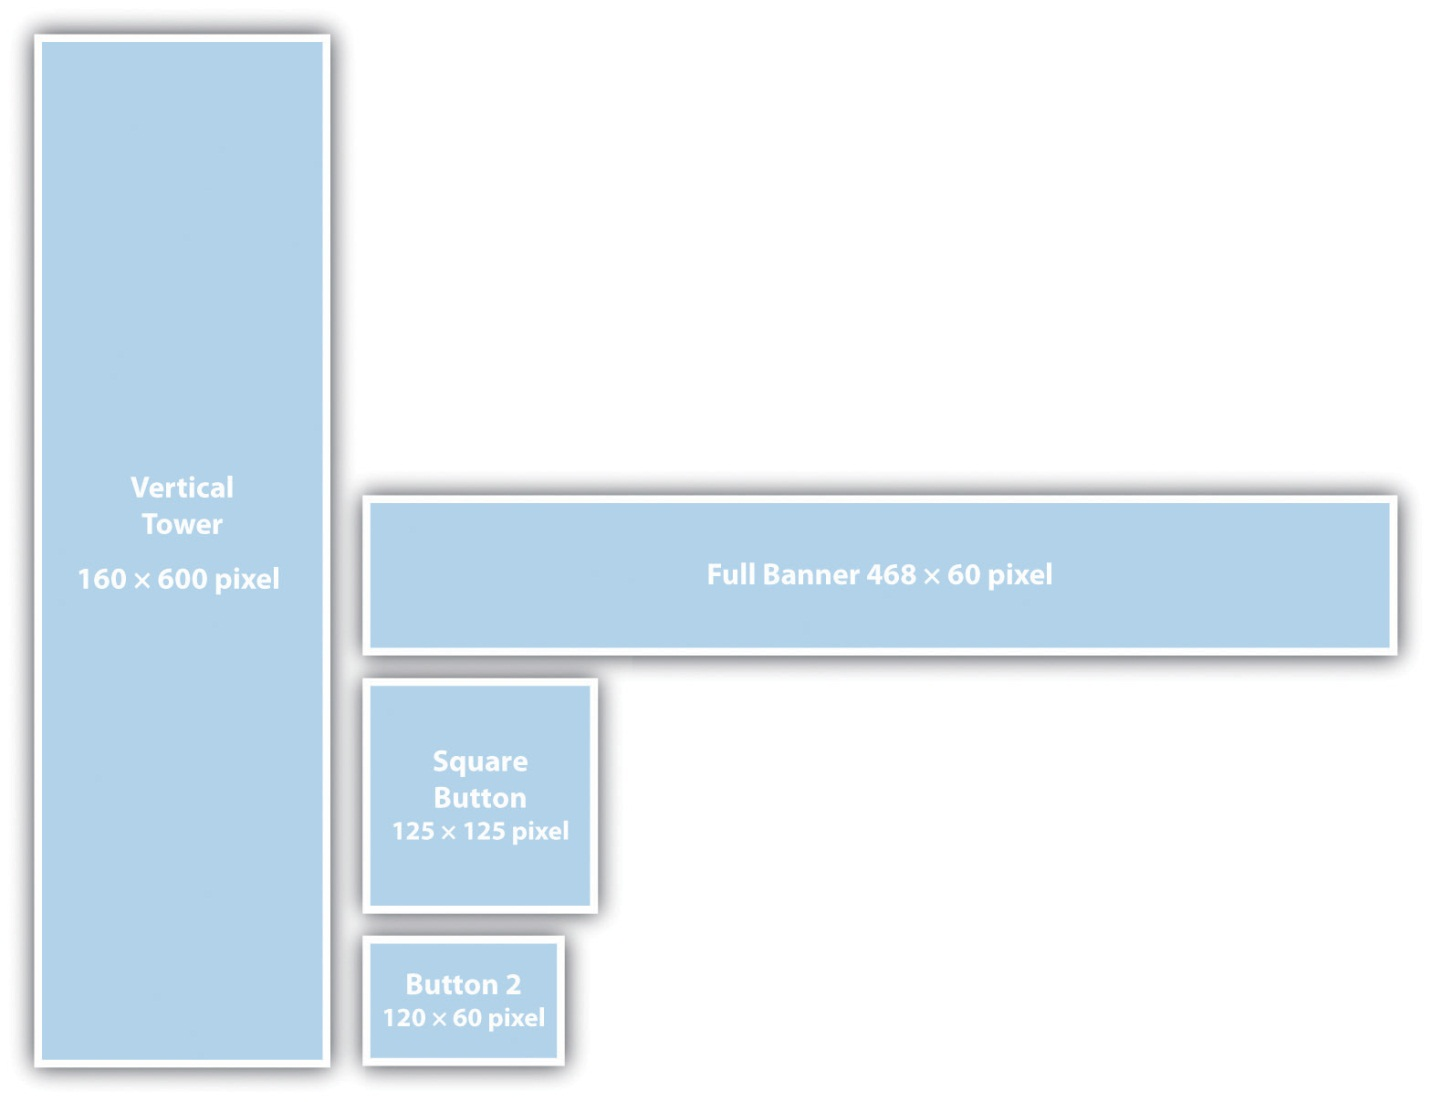 Vertical
Tower
160 × 600 pixel
Full Banner 468 × 60 pixel
Square
Button
125 × 125 pixel
Button 2
120 × 60 pixel